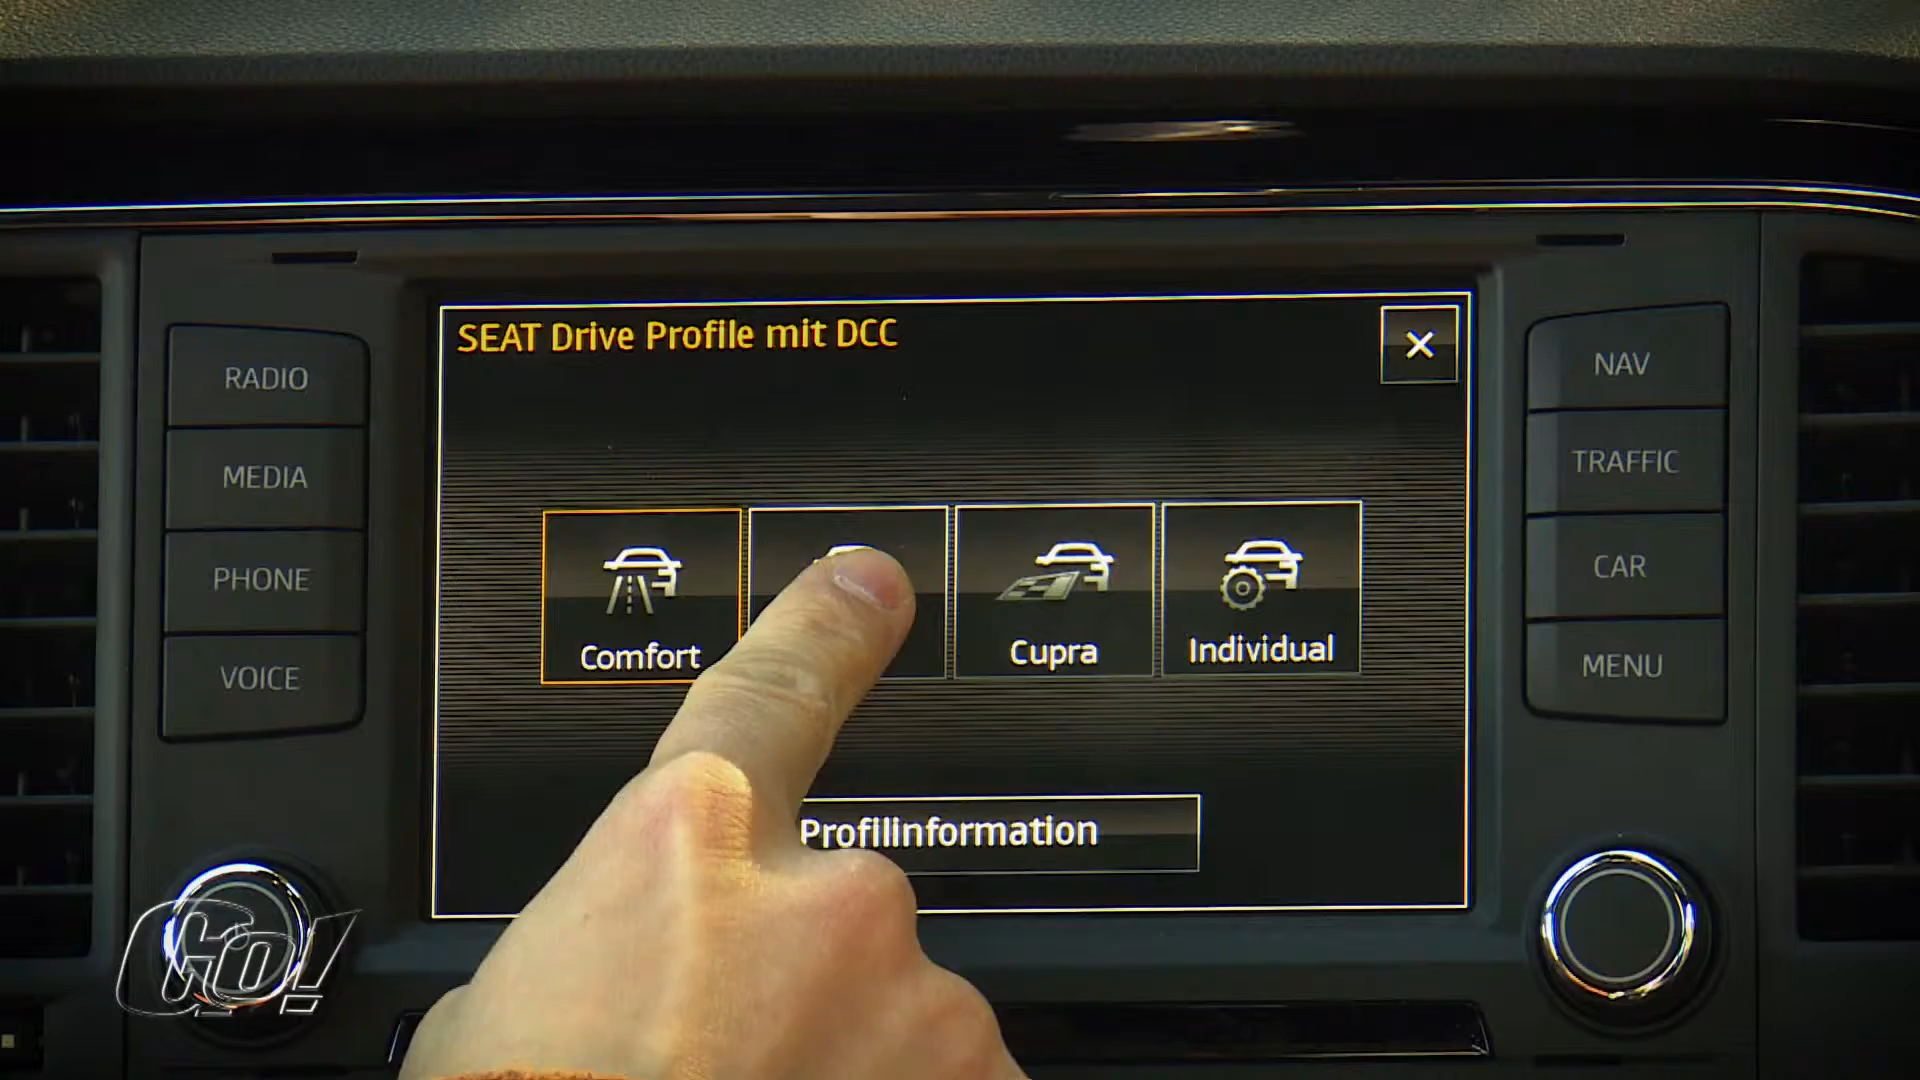 SEAT Drive Profile mit DCC
RADIO
MEDIA
PHONE
VOICE
NAV
TRAFFIC
CAR
MENU
Comfort
Cupra
Individual
Profilinformation
Go!